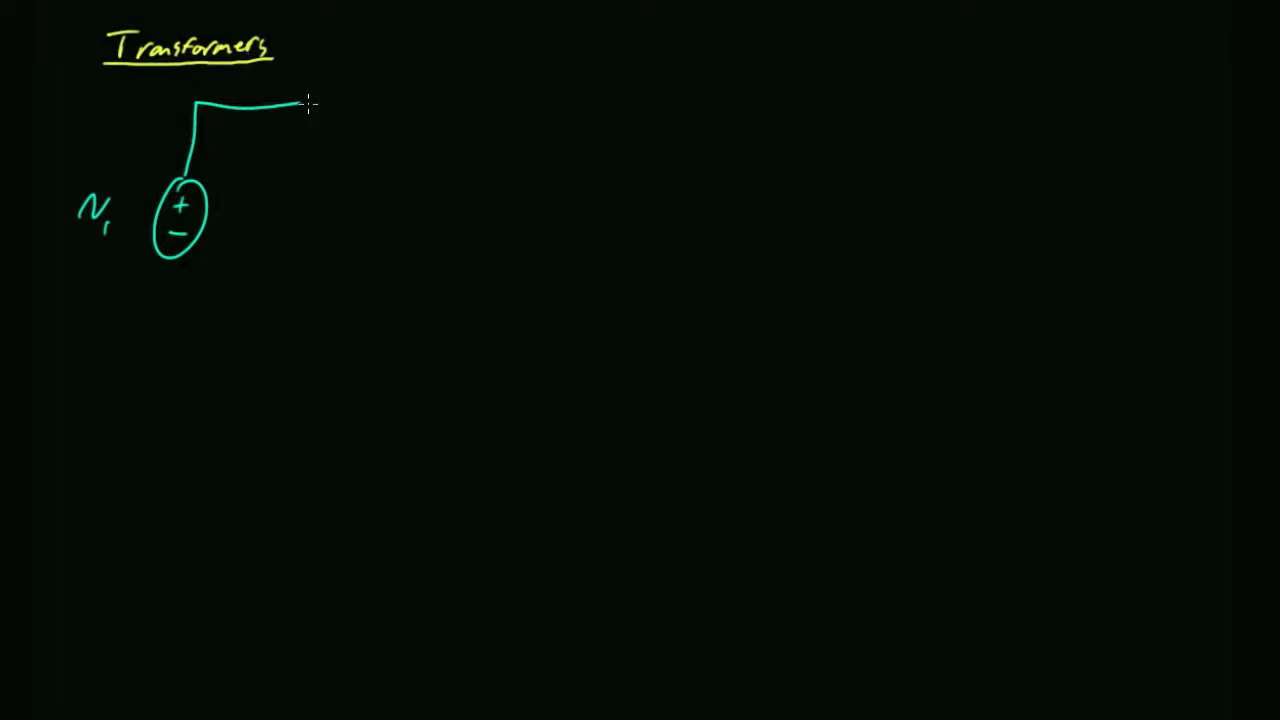 Transformers
N₁
+
−